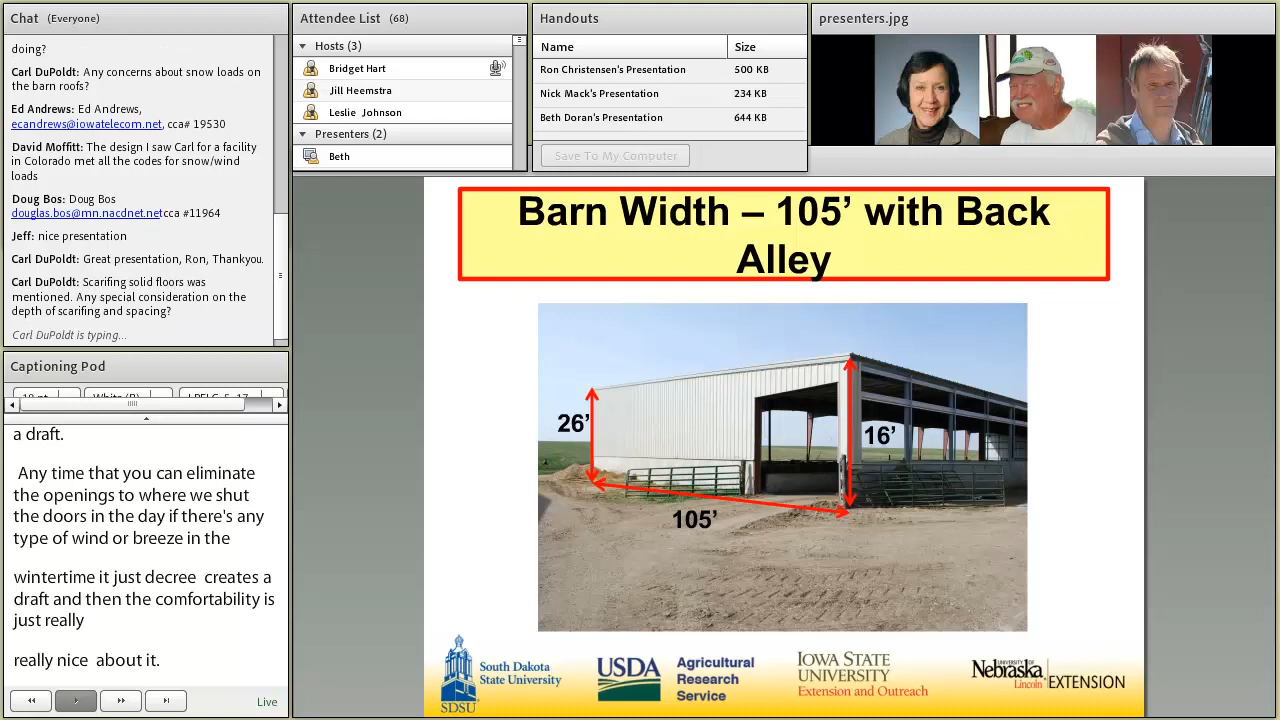 Chat (Everyone)
doing?
Carl DuPoldt: Any concerns about snow loads on
the barn roofs?
Ed Andrews: Ed Andrews,
ecandrews@iowatelecom.net, cca# 19530
David Moffitt: The design I saw Carl for a facility
in Colorado met all the codes for snow/wind
loads
Doug Bos: Doug Bos
douglas.bos@mn.nacdnet.netcca #11964
Jeff: nice presentation
Carl DuPoldt: Great presentation, Ron, Thankyou.
Carl DuPoldt: Scarifing solid floors was
mentioned. Any special consideration on the
depth of scarifing and spacing?
Carl DuPoldt is typing...
Captioning Pod
a draft.
Any time that you can eliminate
the openings to where we shut
the doors in the day if there's any
type of wind or breeze in the
wintertime it just decree creates a
draft and then the comfortability is
just really
really nice about it.
Live
Attendee List (68)
Hosts (3)
Bridget Hart
Jill Heemstra
Leslie Johnson
Presenters (2)
Beth
Handouts
Name Size
Ron Christensen's Presentation 500 KB
Nick Mack's Presentation 234 KB
Beth Doran's Presentation 644 KB
Save To My Computer
presenters.jpg
Barn Width – 105’ with Back
Alley
26’
16’
105’
South Dakota
State University
SDSU
USDA
Agricultural
Research
Service
IOWA STATE
UNIVERSITY
Extension and Outreach
UNIVERSITY OF
Nebraska
Lincoln
EXTENSION